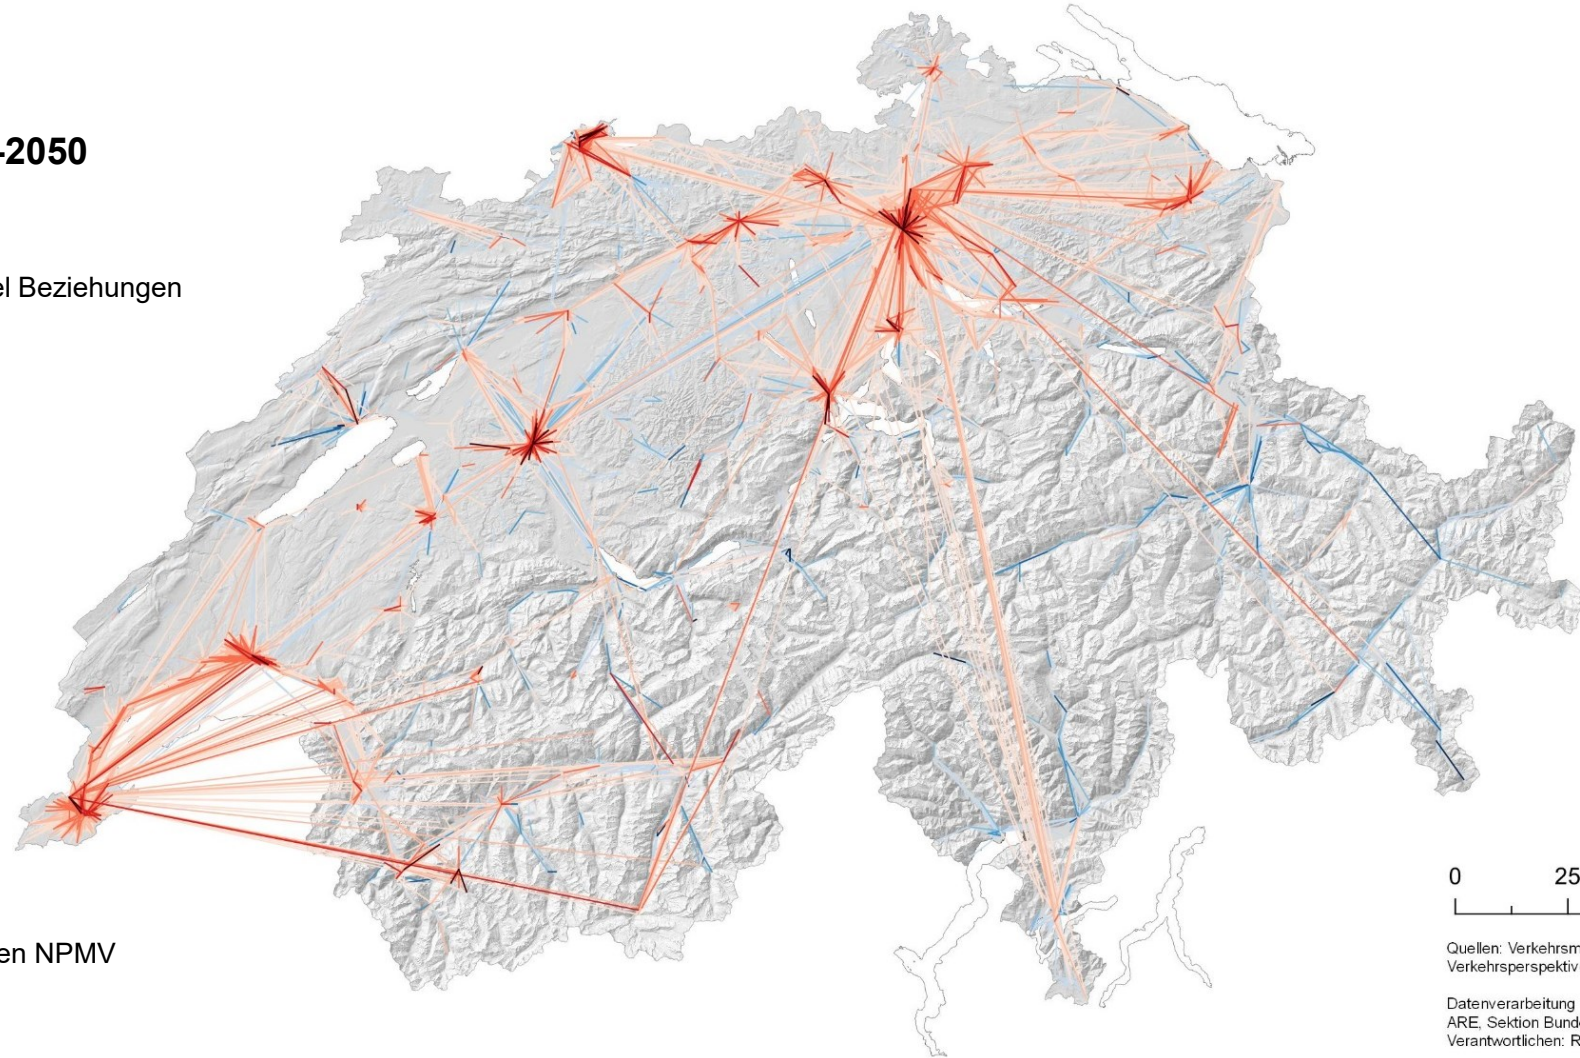 -2050
el Beziehungen
en NPMV
0 25
Quellen: Verkehrsm
Verkehrsperspektiv
Datenverarbeitung
ARE, Sektion Bund
Verantwortlichen: R